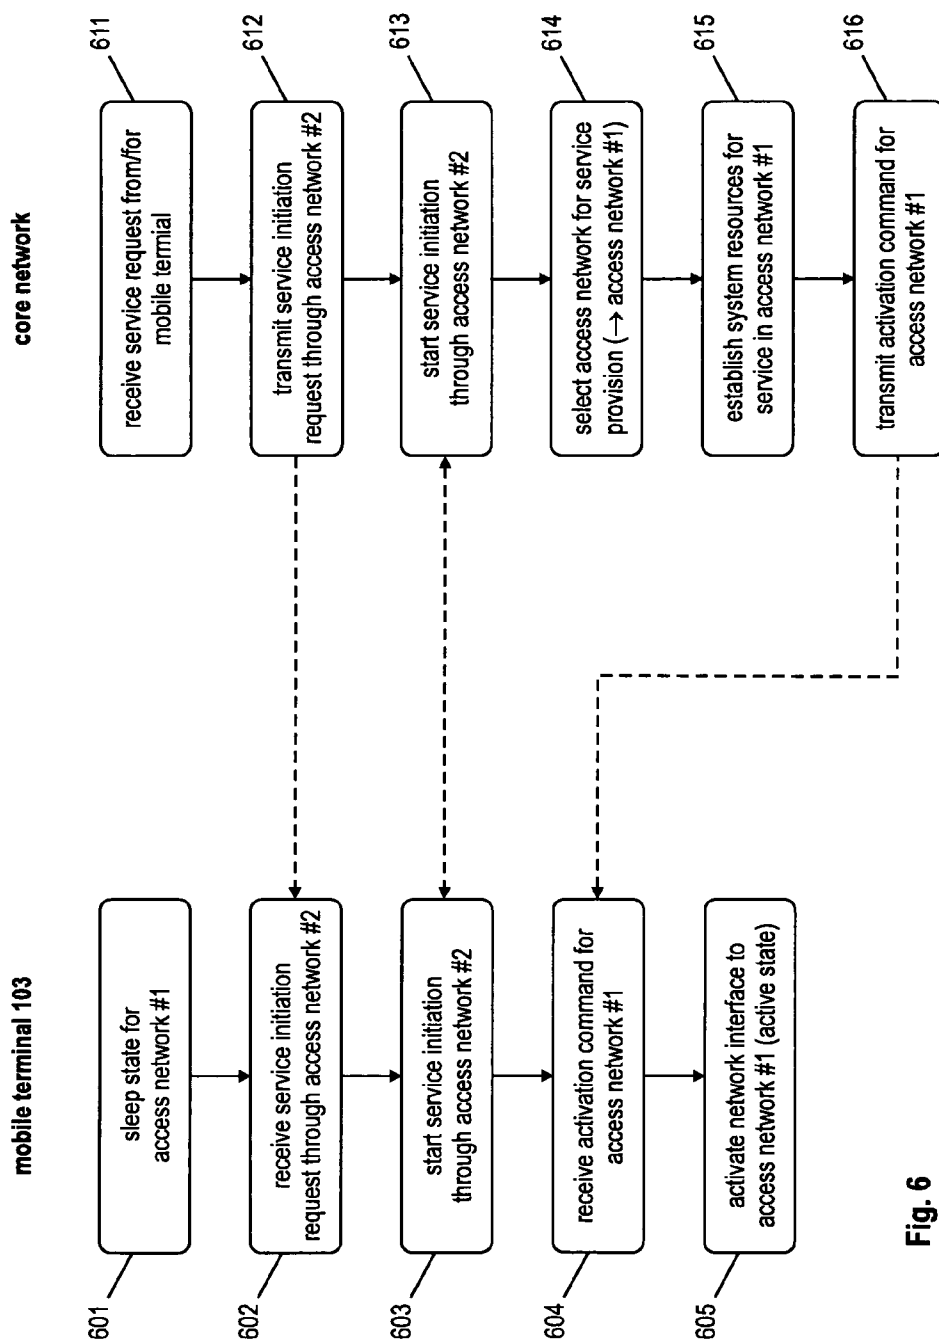 mobile terminal 103
core network
601
sleep state for
access network #1
602
receive service initiation
request through access network #2
603
start service initiation
through access network #2
604
receive activation command for
access network #1
605
activate network interface to
access network #1 (active state)
611
receive service request from/for
mobile termial
612
transmit service initiation
request through access network #2
613
start service initiation
through access network #2
614
select access network for service
provision (→ access network #1)
615
establish system resources for
service in access network #1
616
transmit activation command for
access network #1
Fig. 6